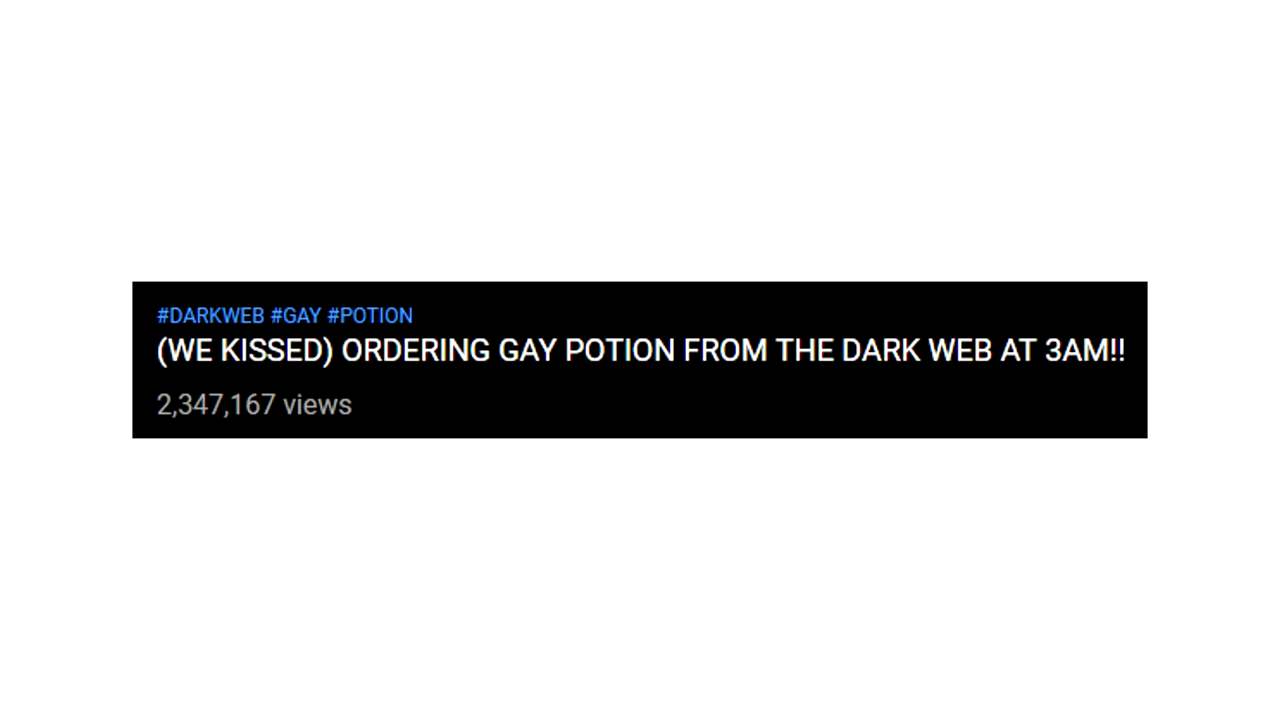 #DARKWEB #GAY #POTION
(WE KISSED) ORDERING GAY POTION FROM THE DARK WEB AT 3AM!!
2,347,167 views